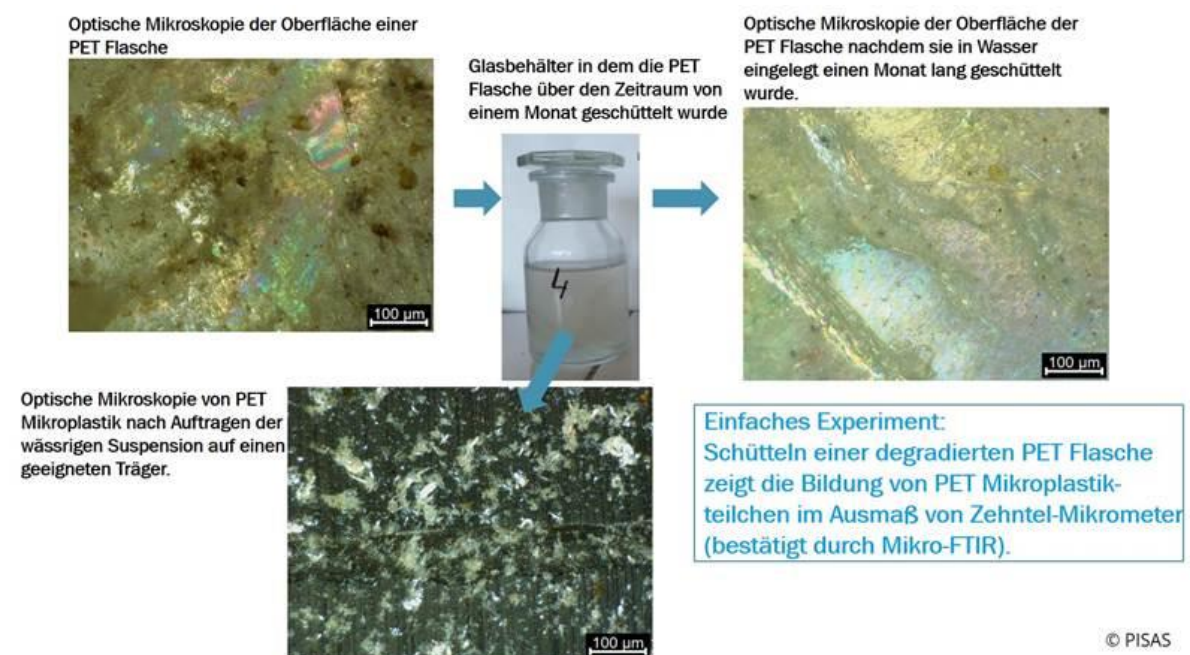 Optische Mikroskopie der Oberfläche einer
PET Flasche
100 µm
Glasbehälter in dem die PET
Flasche über den Zeitraum von
einem Monat geschüttelt wurde
4
Optische Mikroskopie der Oberfläche der
PET Flasche nachdem sie in Wasser
eingelegt einen Monat lang geschüttelt
wurde.
100 µm
Optische Mikroskopie von PET
Mikroplastik nach Auftragen der
wässrigen Suspension auf einen
geeigneten Träger.
100 µm
Einfaches Experiment:
Schütteln einer degradierten PET Flasche
zeigt die Bildung von PET Mikroplastik-
teilchen im Ausmaß von Zehntel-Mikrometer
(bestätigt durch Mikro-FTIR).
© PISAS